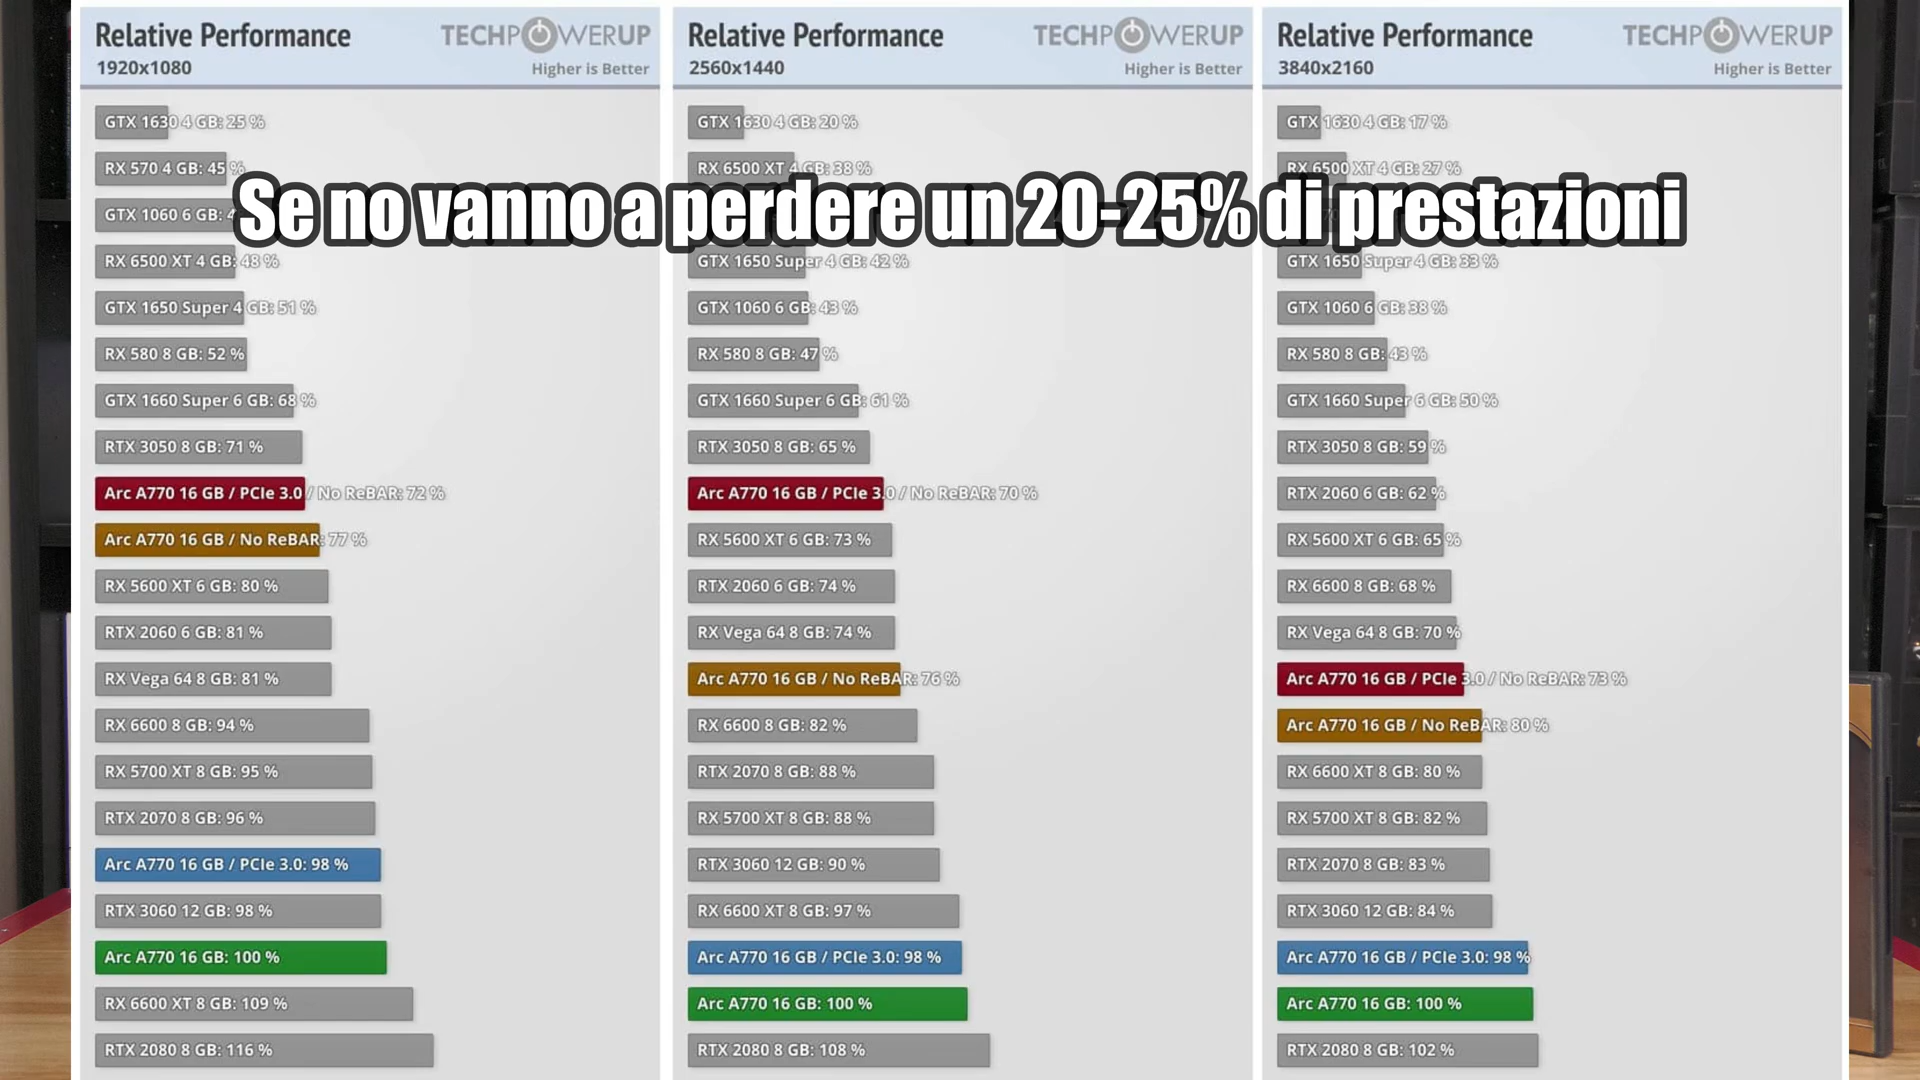 Relative Performance
TECHPOWERUP
1920x1080
Higher is Better
GTX 1630 4 GB: 25 %
RX 570 4 GB: 45 %
GTX 1060 6 GB: 4
RX 6500 XT 4 GB: 48 %
GTX 1650 Super 4 GB: 51 %
RX 580 8 GB: 52 %
GTX 1660 Super 6 GB: 68 %
RTX 3050 8 GB: 71 %
Arc A770 16 GB / PCIe 3.0 / No ReBAR: 72 %
Arc A770 16 GB / No ReBAR: 77 %
RX 5600 XT 6 GB: 80 %
RTX 2060 6 GB: 81 %
RX Vega 64 8 GB: 81 %
RX 6600 8 GB: 94 %
RX 5700 XT 8 GB: 95 %
RTX 2070 8 GB: 96 %
Arc A770 16 GB / PCIe 3.0: 98 %
RTX 3060 12 GB: 98 %
Arc A770 16 GB: 100 %
RX 6600 XT 8 GB: 109 %
RTX 2080 8 GB: 116 %
Relative Performance
TECHPOWERUP
2560x1440
Higher is Better
GTX 1630 4 GB: 20 %
RX 6500 XT 4 GB: 38 %
GTX 1650 Super 4 GB: 42 %
GTX 1060 6 GB: 43 %
RX 580 8 GB: 47 %
GTX 1660 Super 6 GB: 61 %
RTX 3050 8 GB: 65 %
Arc A770 16 GB / PCIe 3.0 / No ReBAR: 70 %
RX 5600 XT 6 GB: 73 %
RTX 2060 6 GB: 74 %
RX Vega 64 8 GB: 74 %
Arc A770 16 GB / No ReBAR: 76 %
RX 6600 8 GB: 82 %
RTX 2070 8 GB: 88 %
RX 5700 XT 8 GB: 88 %
RTX 3060 12 GB: 90 %
RX 6600 XT 8 GB: 97 %
Arc A770 16 GB / PCIe 3.0: 98 %
Arc A770 16 GB: 100 %
RTX 2080 8 GB: 108 %
Relative Performance
TECHPOWERUP
3840x2160
Higher is Better
GTX 1630 4 GB: 17 %
RX 6500 XT 4 GB: 27 %
GTX 1650 Super 4 GB: 33 %
GTX 1060 6 GB: 38 %
RX 580 8 GB: 43 %
GTX 1660 Super 6 GB: 50 %
RTX 3050 8 GB: 59 %
RTX 2060 6 GB: 62 %
RX 5600 XT 6 GB: 65 %
RX 6600 8 GB: 68 %
RX Vega 64 8 GB: 70 %
Arc A770 16 GB / PCIe 3.0 / No ReBAR: 73 %
Arc A770 16 GB / No ReBAR: 80 %
RX 6600 XT 8 GB: 80 %
RX 5700 XT 8 GB: 82 %
RTX 2070 8 GB: 83 %
RTX 3060 12 GB: 84 %
Arc A770 16 GB / PCIe 3.0: 98 %
Arc A770 16 GB: 100 %
RTX 2080 8 GB: 102 %
Se no vanno a perdere un 20-25% di prestazioni